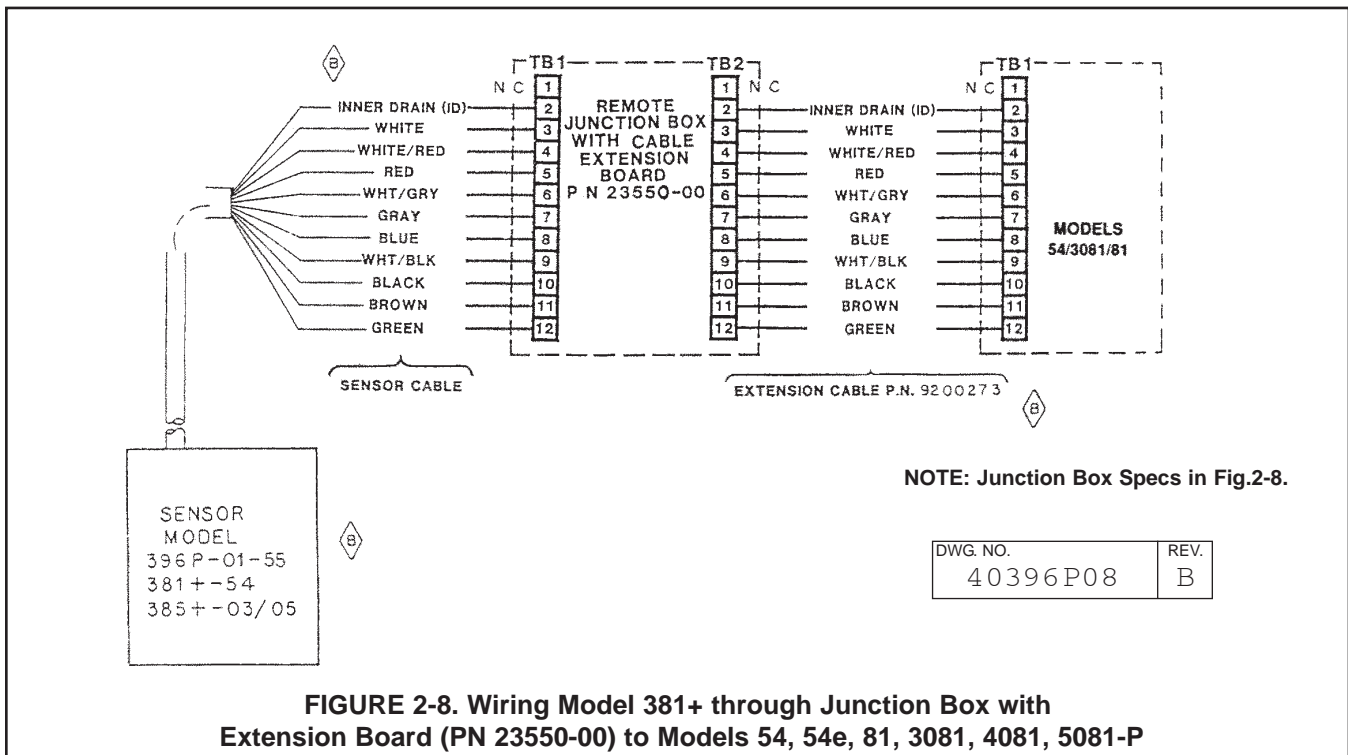 B
TB1
TB2
TB1
N C 1
1 N C
N C 1
INNER DRAIN (ID) 2
2 INNER DRAIN (ID) 2
WHITE 3
3 WHITE 3
WHITE/RED 4
4 WHITE/RED 4
RED 5
5 RED 5
WHT/GRY 6
6 WHT/GRY 6
GRAY 7
7 GRAY 7
BLUE 8
8 BLUE 8
WHT/BLK 9
9 WHT/BLK 9
BLACK 10
10 BLACK 10
BROWN 11
11 BROWN 11
GREEN 12
12 GREEN 12
REMOTE
JUNCTION BOX
WITH CABLE
EXTENSION
BOARD
P N 23550-00
MODELS
54/3081/81
SENSOR CABLE
EXTENSION CABLE P.N. 9200273
B
NOTE: Junction Box Specs in Fig.2-8.
SENSOR
MODEL
396P-01-55
381+-54
385+-03/05
B
DWG. NO.
40396P08
REV.
B
FIGURE 2-8. Wiring Model 381+ through Junction Box with
Extension Board (PN 23550-00) to Models 54, 54e, 81, 3081, 4081, 5081-P